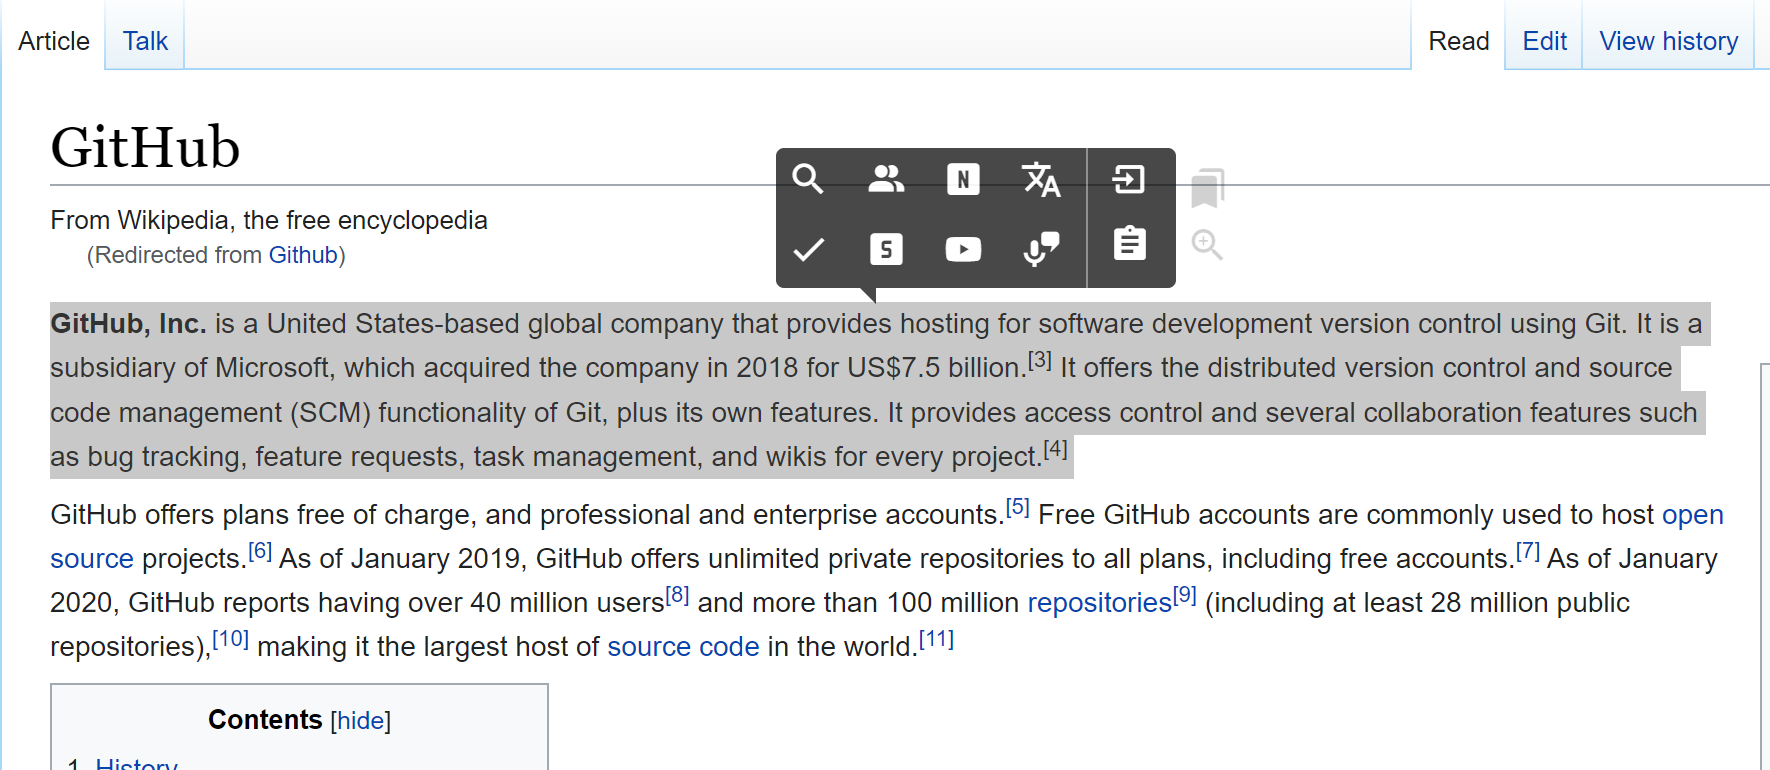 Article
Talk
Read
Edit
View history
GitHub
N
文A
S
From Wikipedia, the free encyclopedia
(Redirected from Github)
GitHub, Inc. is a United States-based global company that provides hosting for software development version control using Git. It is a
subsidiary of Microsoft, which acquired the company in 2018 for US$7.5 billion.[3] It offers the distributed version control and source
code management (SCM) functionality of Git, plus its own features. It provides access control and several collaboration features such
as bug tracking, feature requests, task management, and wikis for every project.[4]
GitHub offers plans free of charge, and professional and enterprise accounts.[5] Free GitHub accounts are commonly used to host open
source projects.[6] As of January 2019, GitHub offers unlimited private repositories to all plans, including free accounts.[7] As of January
2020, GitHub reports having over 40 million users[8] and more than 100 million repositories[9] (including at least 28 million public
repositories),[10] making it the largest host of source code in the world.[11]
Contents [hide]
1 History